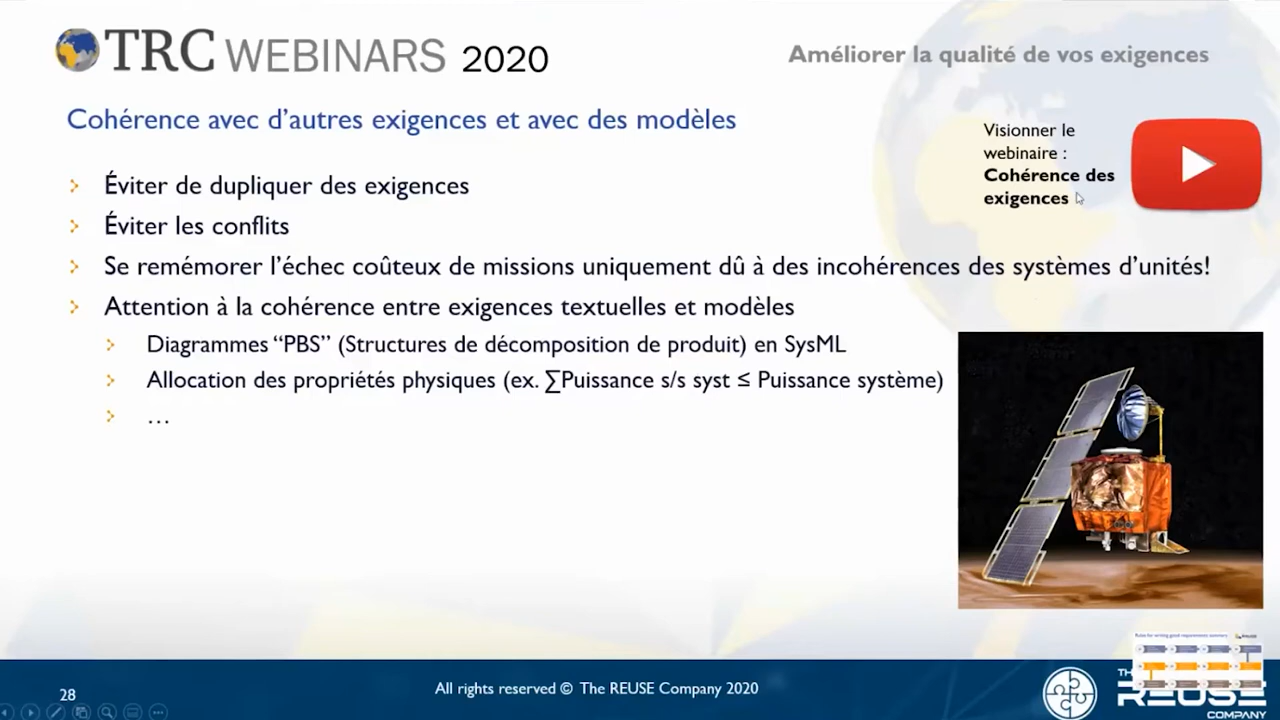 TRC WEBINARS 2020
Améliorer la qualité de vos exigences
Cohérence avec d’autres exigences et avec des modèles
Visionner le
webinaire :
Cohérence des
exigences
Éviter de dupliquer des exigences
Éviter les conflits
Se remémorer l’échec coûteux de missions uniquement dû à des incohérences des systèmes d’unités!
Attention à la cohérence entre exigences textuelles et modèles
Diagrammes “PBS” (Structures de décomposition de produit) en SysML
Allocation des propriétés physiques (ex. ∑Puissance s/s syst ≤ Puissance système)
…
28
All rights reserved © The REUSE Company 2020
REUSE
COMPANY